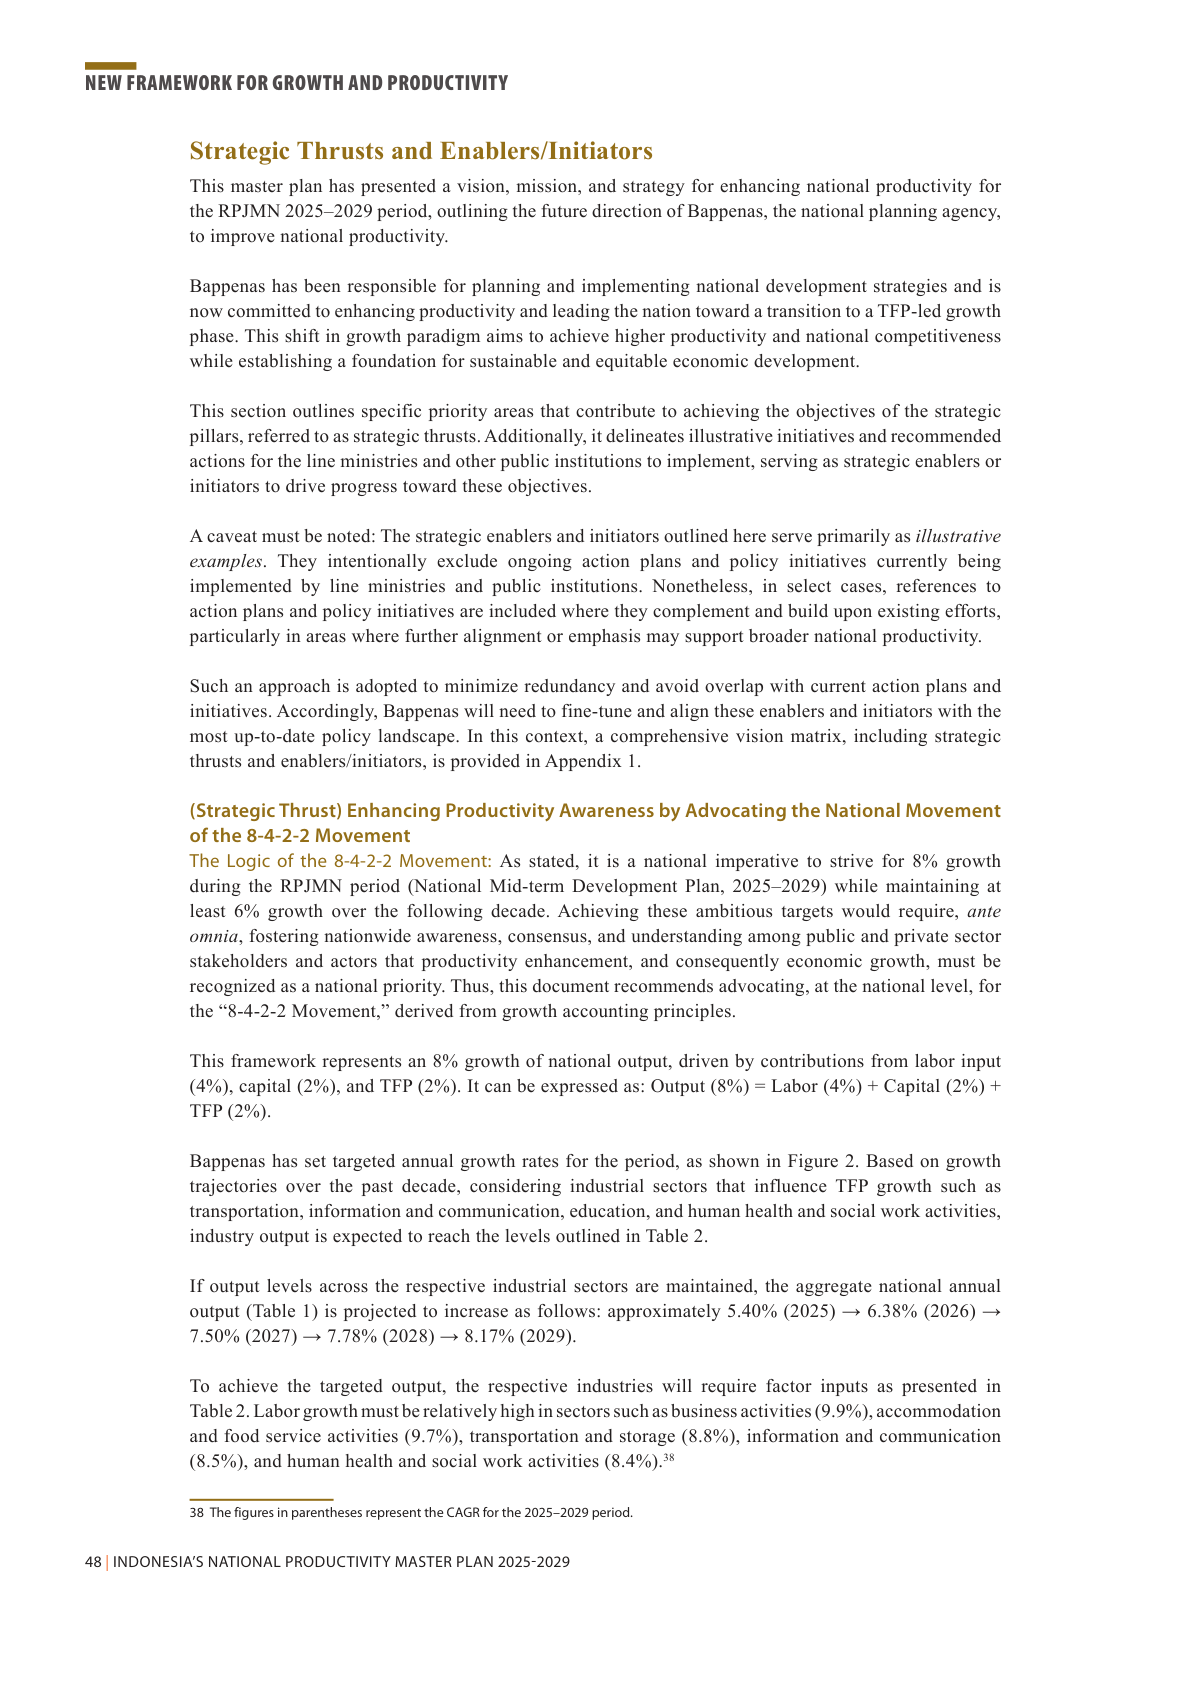 NEW FRAMEWORK FOR GROWTH AND PRODUCTIVITY
Strategic Thrusts and Enablers/Initiators
This master plan has presented a vision, mission, and strategy for enhancing national productivity for
the RPJMN 2025–2029 period, outlining the future direction of Bappenas, the national planning agency,
to improve national productivity.
Bappenas has been responsible for planning and implementing national development strategies and is
now committed to enhancing productivity and leading the nation toward a transition to a TFP-led growth
phase. This shift in growth paradigm aims to achieve higher productivity and national competitiveness
while establishing a foundation for sustainable and equitable economic development.
This section outlines specific priority areas that contribute to achieving the objectives of the strategic
pillars, referred to as strategic thrusts. Additionally, it delineates illustrative initiatives and recommended
actions for the line ministries and other public institutions to implement, serving as strategic enablers or
initiators to drive progress toward these objectives.
A caveat must be noted: The strategic enablers and initiators outlined here serve primarily as illustrative
examples. They intentionally exclude ongoing action plans and policy initiatives currently being
implemented by line ministries and public institutions. Nonetheless, in select cases, references to
action plans and policy initiatives are included where they complement and build upon existing efforts,
particularly in areas where further alignment or emphasis may support broader national productivity.
Such an approach is adopted to minimize redundancy and avoid overlap with current action plans and
initiatives. Accordingly, Bappenas will need to fine-tune and align these enablers and initiators with the
most up-to-date policy landscape. In this context, a comprehensive vision matrix, including strategic
thrusts and enablers/initiators, is provided in Appendix 1.
(Strategic Thrust) Enhancing Productivity Awareness by Advocating the National Movement
of the 8-4-2-2 Movement
The Logic of the 8-4-2-2 Movement: As stated, it is a national imperative to strive for 8% growth
during the RPJMN period (National Mid-term Development Plan, 2025–2029) while maintaining at
least 6% growth over the following decade. Achieving these ambitious targets would require, ante
omnia, fostering nationwide awareness, consensus, and understanding among public and private sector
stakeholders and actors that productivity enhancement, and consequently economic growth, must be
recognized as a national priority. Thus, this document recommends advocating, at the national level, for
the “8-4-2-2 Movement,” derived from growth accounting principles.
This framework represents an 8% growth of national output, driven by contributions from labor input
(4%), capital (2%), and TFP (2%). It can be expressed as: Output (8%) = Labor (4%) + Capital (2%) +
TFP (2%).
Bappenas has set targeted annual growth rates for the period, as shown in Figure 2. Based on growth
trajectories over the past decade, considering industrial sectors that influence TFP growth such as
transportation, information and communication, education, and human health and social work activities,
industry output is expected to reach the levels outlined in Table 2.
If output levels across the respective industrial sectors are maintained, the aggregate national annual
output (Table 1) is projected to increase as follows: approximately 5.40% (2025) → 6.38% (2026) →
7.50% (2027) → 7.78% (2028) → 8.17% (2029).
To achieve the targeted output, the respective industries will require factor inputs as presented in
Table 2. Labor growth must be relatively high in sectors such as business activities (9.9%), accommodation
and food service activities (9.7%), transportation and storage (8.8%), information and communication
(8.5%), and human health and social work activities (8.4%).38
38 The figures in parentheses represent the CAGR for the 2025–2029 period.
48 | INDONESIA’S NATIONAL PRODUCTIVITY MASTER PLAN 2025-2029